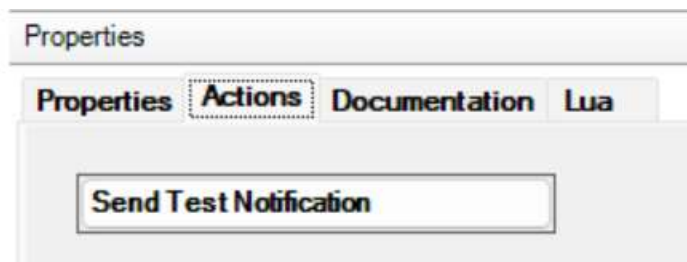 Properties
Properties Actions Documentation Lua
Send Test Notification